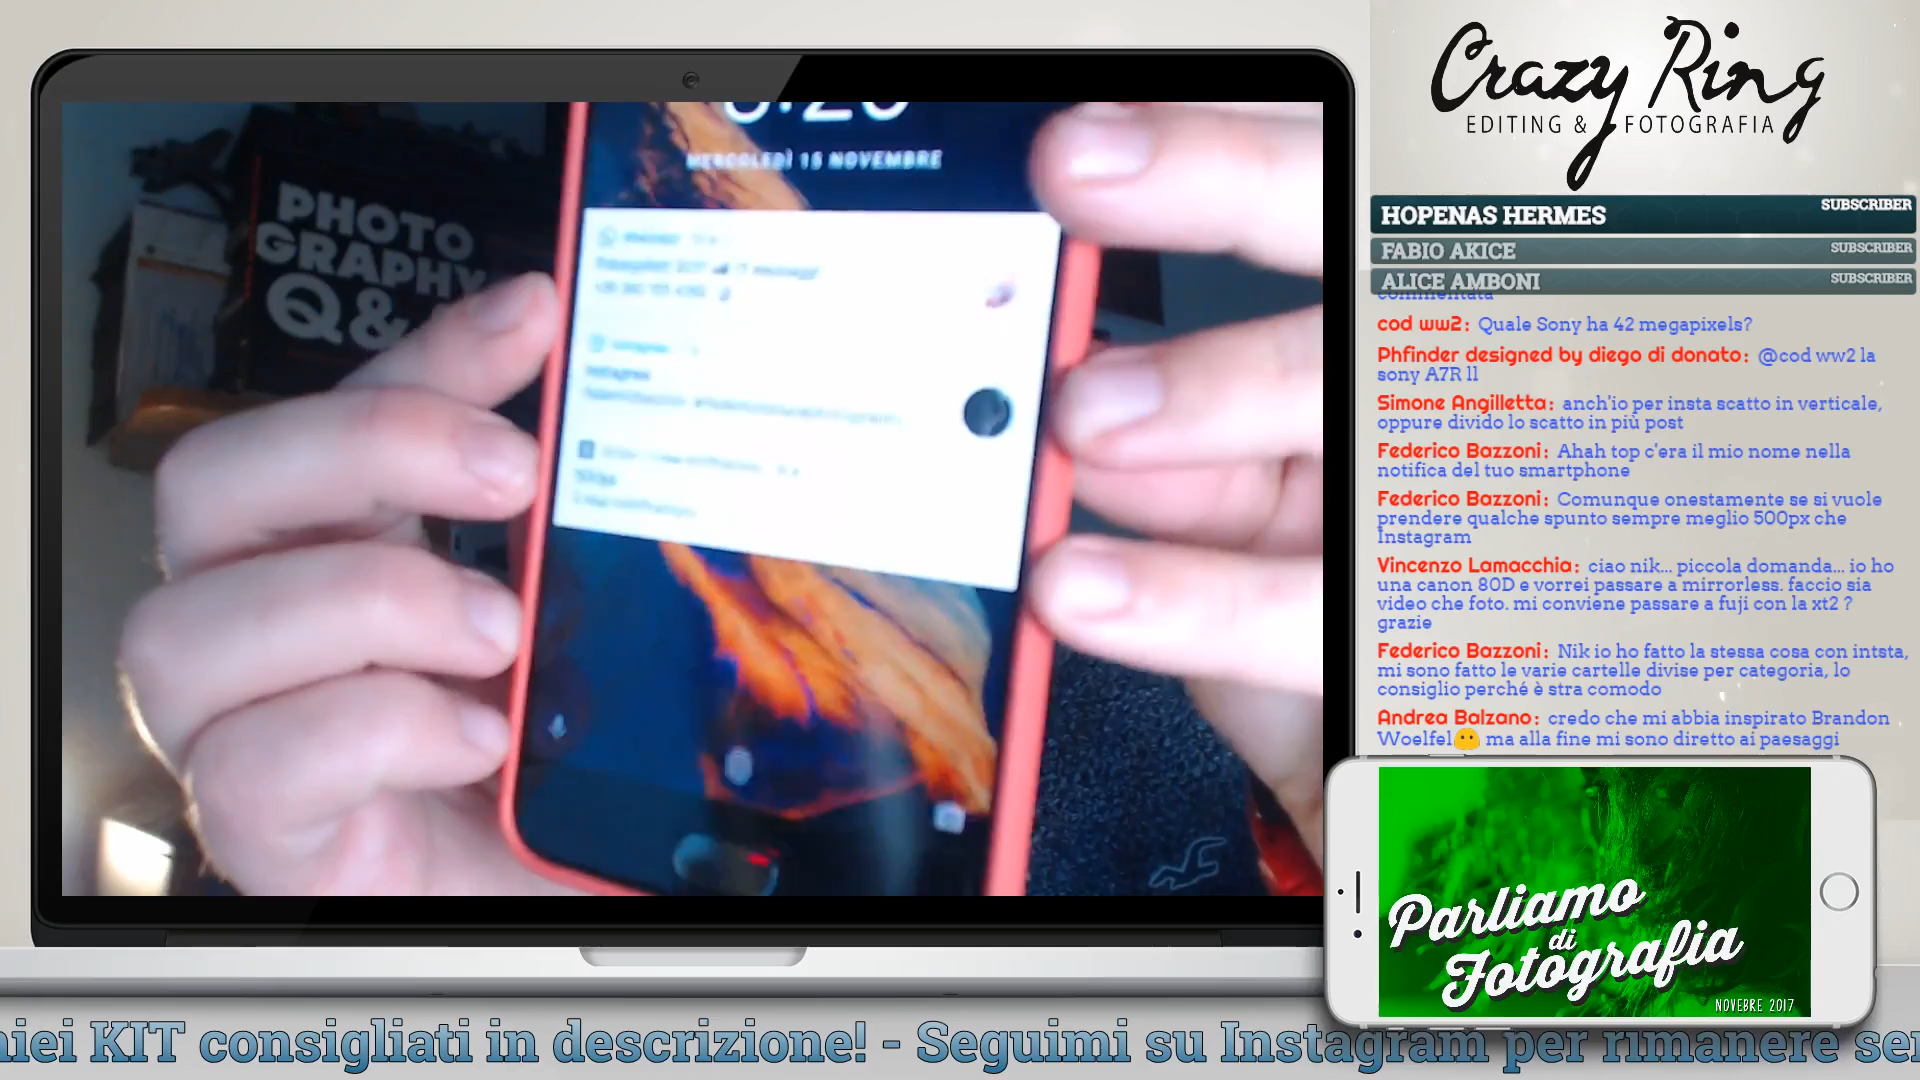 Crazy Ring
EDITING & FOTOGRAFIA
HOPENAS HERMES
SUBSCRIBER
FABIO AKICE
SUBSCRIBER
ALICE AMBONI
SUBSCRIBER
commentata
cod ww2: Quale Sony ha 42 megapixels?
Phfinder designed by diego di donato: @cod ww2 la
sony A7R ll
Simone Angilletta: anch'io per insta scatto in verticale,
oppure divido lo scatto in più post
Federico Bazzoni: Ahah top c'era il mio nome nella
notifica del tuo smartphone
Federico Bazzoni: Comunque onestamente se si vuole
prendere qualche spunto sempre meglio 500px che
Instagram
Vincenzo Lamacchia: ciao nik... piccola domanda... io ho
una canon 80D e vorrei passare a mirrorless. faccio sia
video che foto. mi conviene passare a fuji con la xt2 ?
grazie
Federico Bazzoni: Nik io ho fatto la stessa cosa con intsta,
mi sono fatto le varie cartelle divise per categoria, lo
consiglio perché è stra comodo
Andrea Balzano: credo che mi abbia inspirato Brandon
Woelfel😶 ma alla fine mi sono diretto ai paesaggi
PHOTO
GRAPHY
Q&
MERCOLEDÌ 15 NOVEMBRE
Instagram
Parliamo
di
Fotografia
NOVEBRE 2017
miei KIT consigliati in descrizione! - Seguimi su Instagram per rimanere se